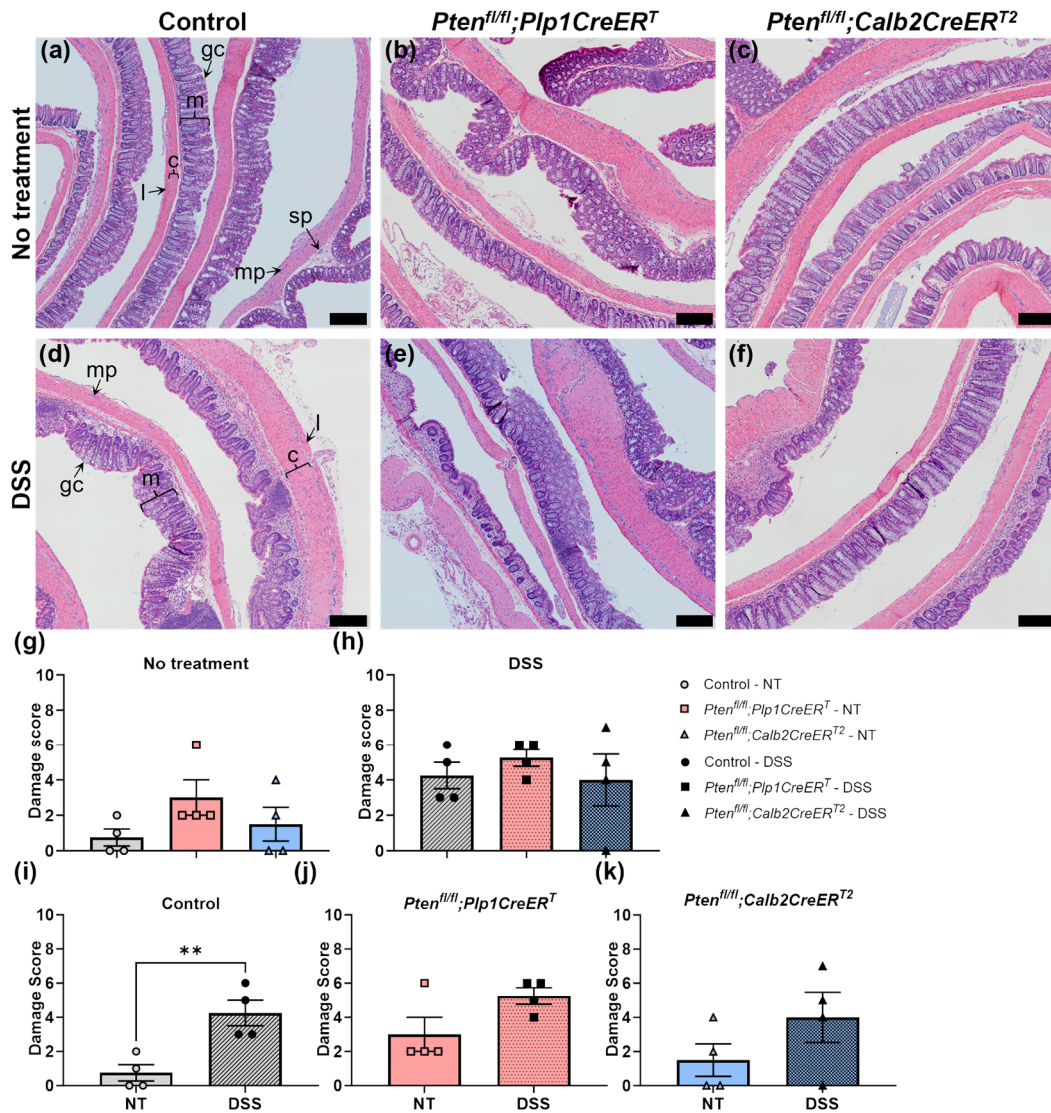 Control
Pten^fl/fl;Plp1CreER^T
Pten^fl/fl;Calb2CreER^T2
No treatment
(a)
gc
m
c
l
sp
mp
(b)
(c)
DSS
(d)
mp
gc
m
l
c
(e)
(f)
(g)
No treatment
Damage score
10
8
6
4
2
0
(h)
DSS
Damage score
10
8
6
4
2
0
Control - NT
Pten^fl/fl;Plp1CreER^T - NT
Pten^fl/fl;Calb2CreER^T2 - NT
Control - DSS
Pten^fl/fl;Plp1CreER^T - DSS
Pten^fl/fl;Calb2CreER^T2 - DSS
(i)
Control
Damage Score
10
8
6
4
2
0
**
NT
DSS
(j)
Pten^fl/fl;Plp1CreER^T
Damage Score
10
8
6
4
2
0
NT
DSS
(k)
Pten^fl/fl;Calb2CreER^T2
Damage Score
10
8
6
4
2
0
NT
DSS